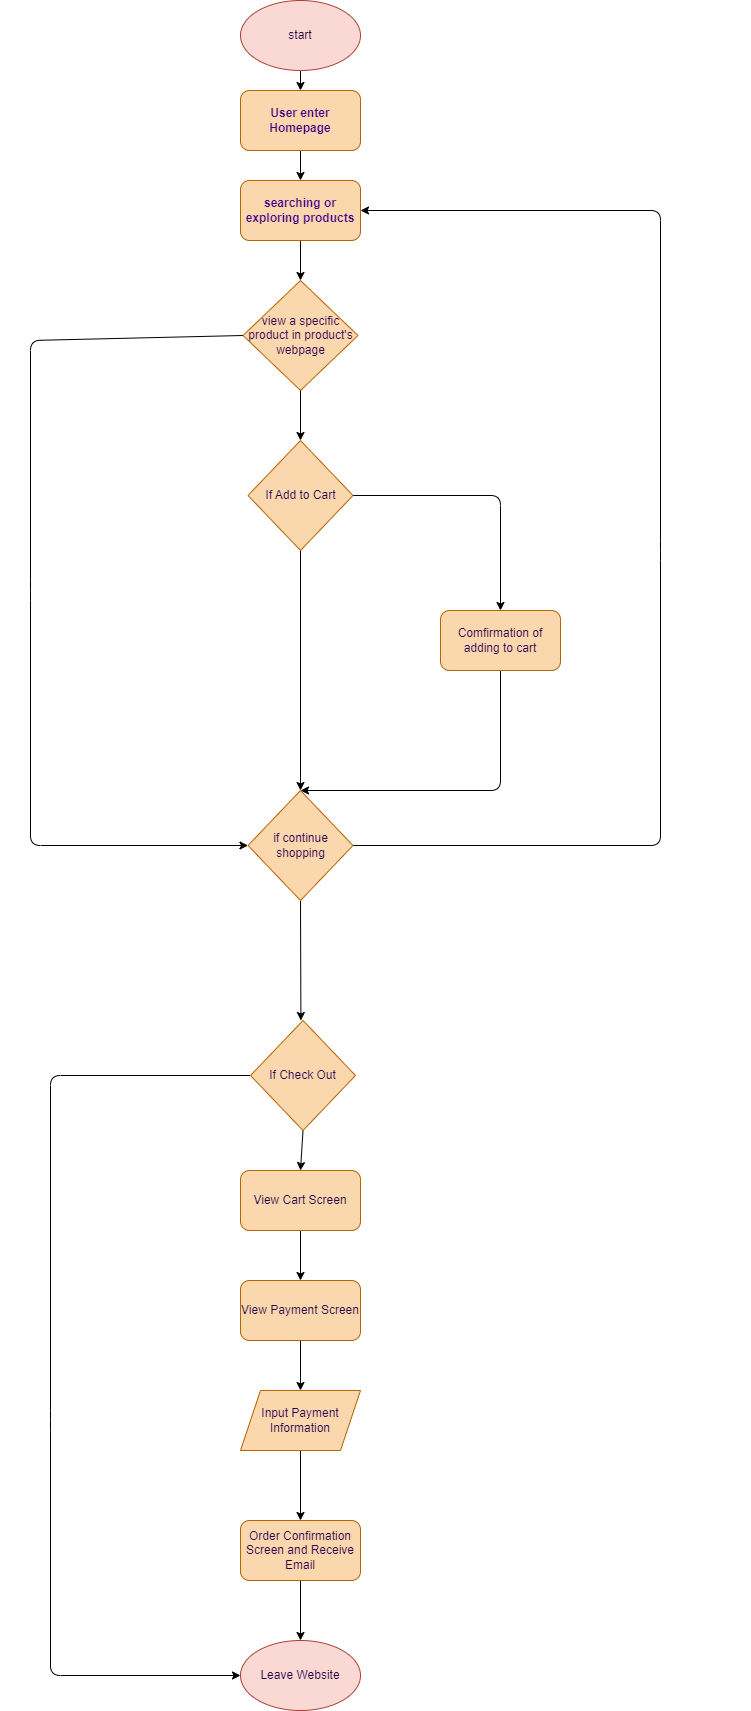 start
User enter
Homepage
searching or
exploring products
view a specific
product in product's
webpage
If Add to Cart
Comfirmation of
adding to cart
if continue
shopping
If Check Out
View Cart Screen
View Payment Screen
Input Payment
Information
Order Confirmation
Screen and Receive
Email
Leave Website